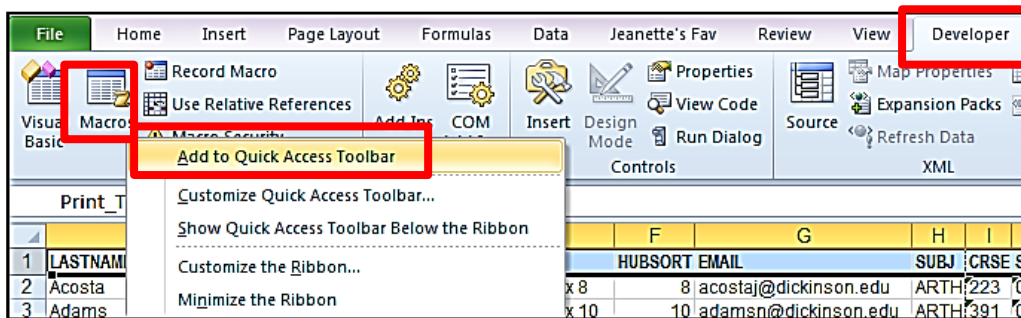 File Home Insert Page Layout Formulas Data Jeanette's Fav Review View Developer
Record Macro
Use Relative References
Macro Security
Visual Basic
Macros
Add-Ins
COM
Insert
Design Mode
Properties
View Code
Run Dialog
Controls
Source
Map Properties
Expansion Packs
Refresh Data
XML
Add to Quick Access Toolbar
Customize Quick Access Toolbar...
Show Quick Access Toolbar Below the Ribbon
Customize the Ribbon...
Minimize the Ribbon
Print_T
F G H I
1 LASTNAM HUBSORT EMAIL SUBJ CRSE S
2 Acosta x 8 8 acostaj@dickinson.edu ARTH 223 0
3 Adams x 10 10 adamsn@dickinson.edu ARTH 391 0